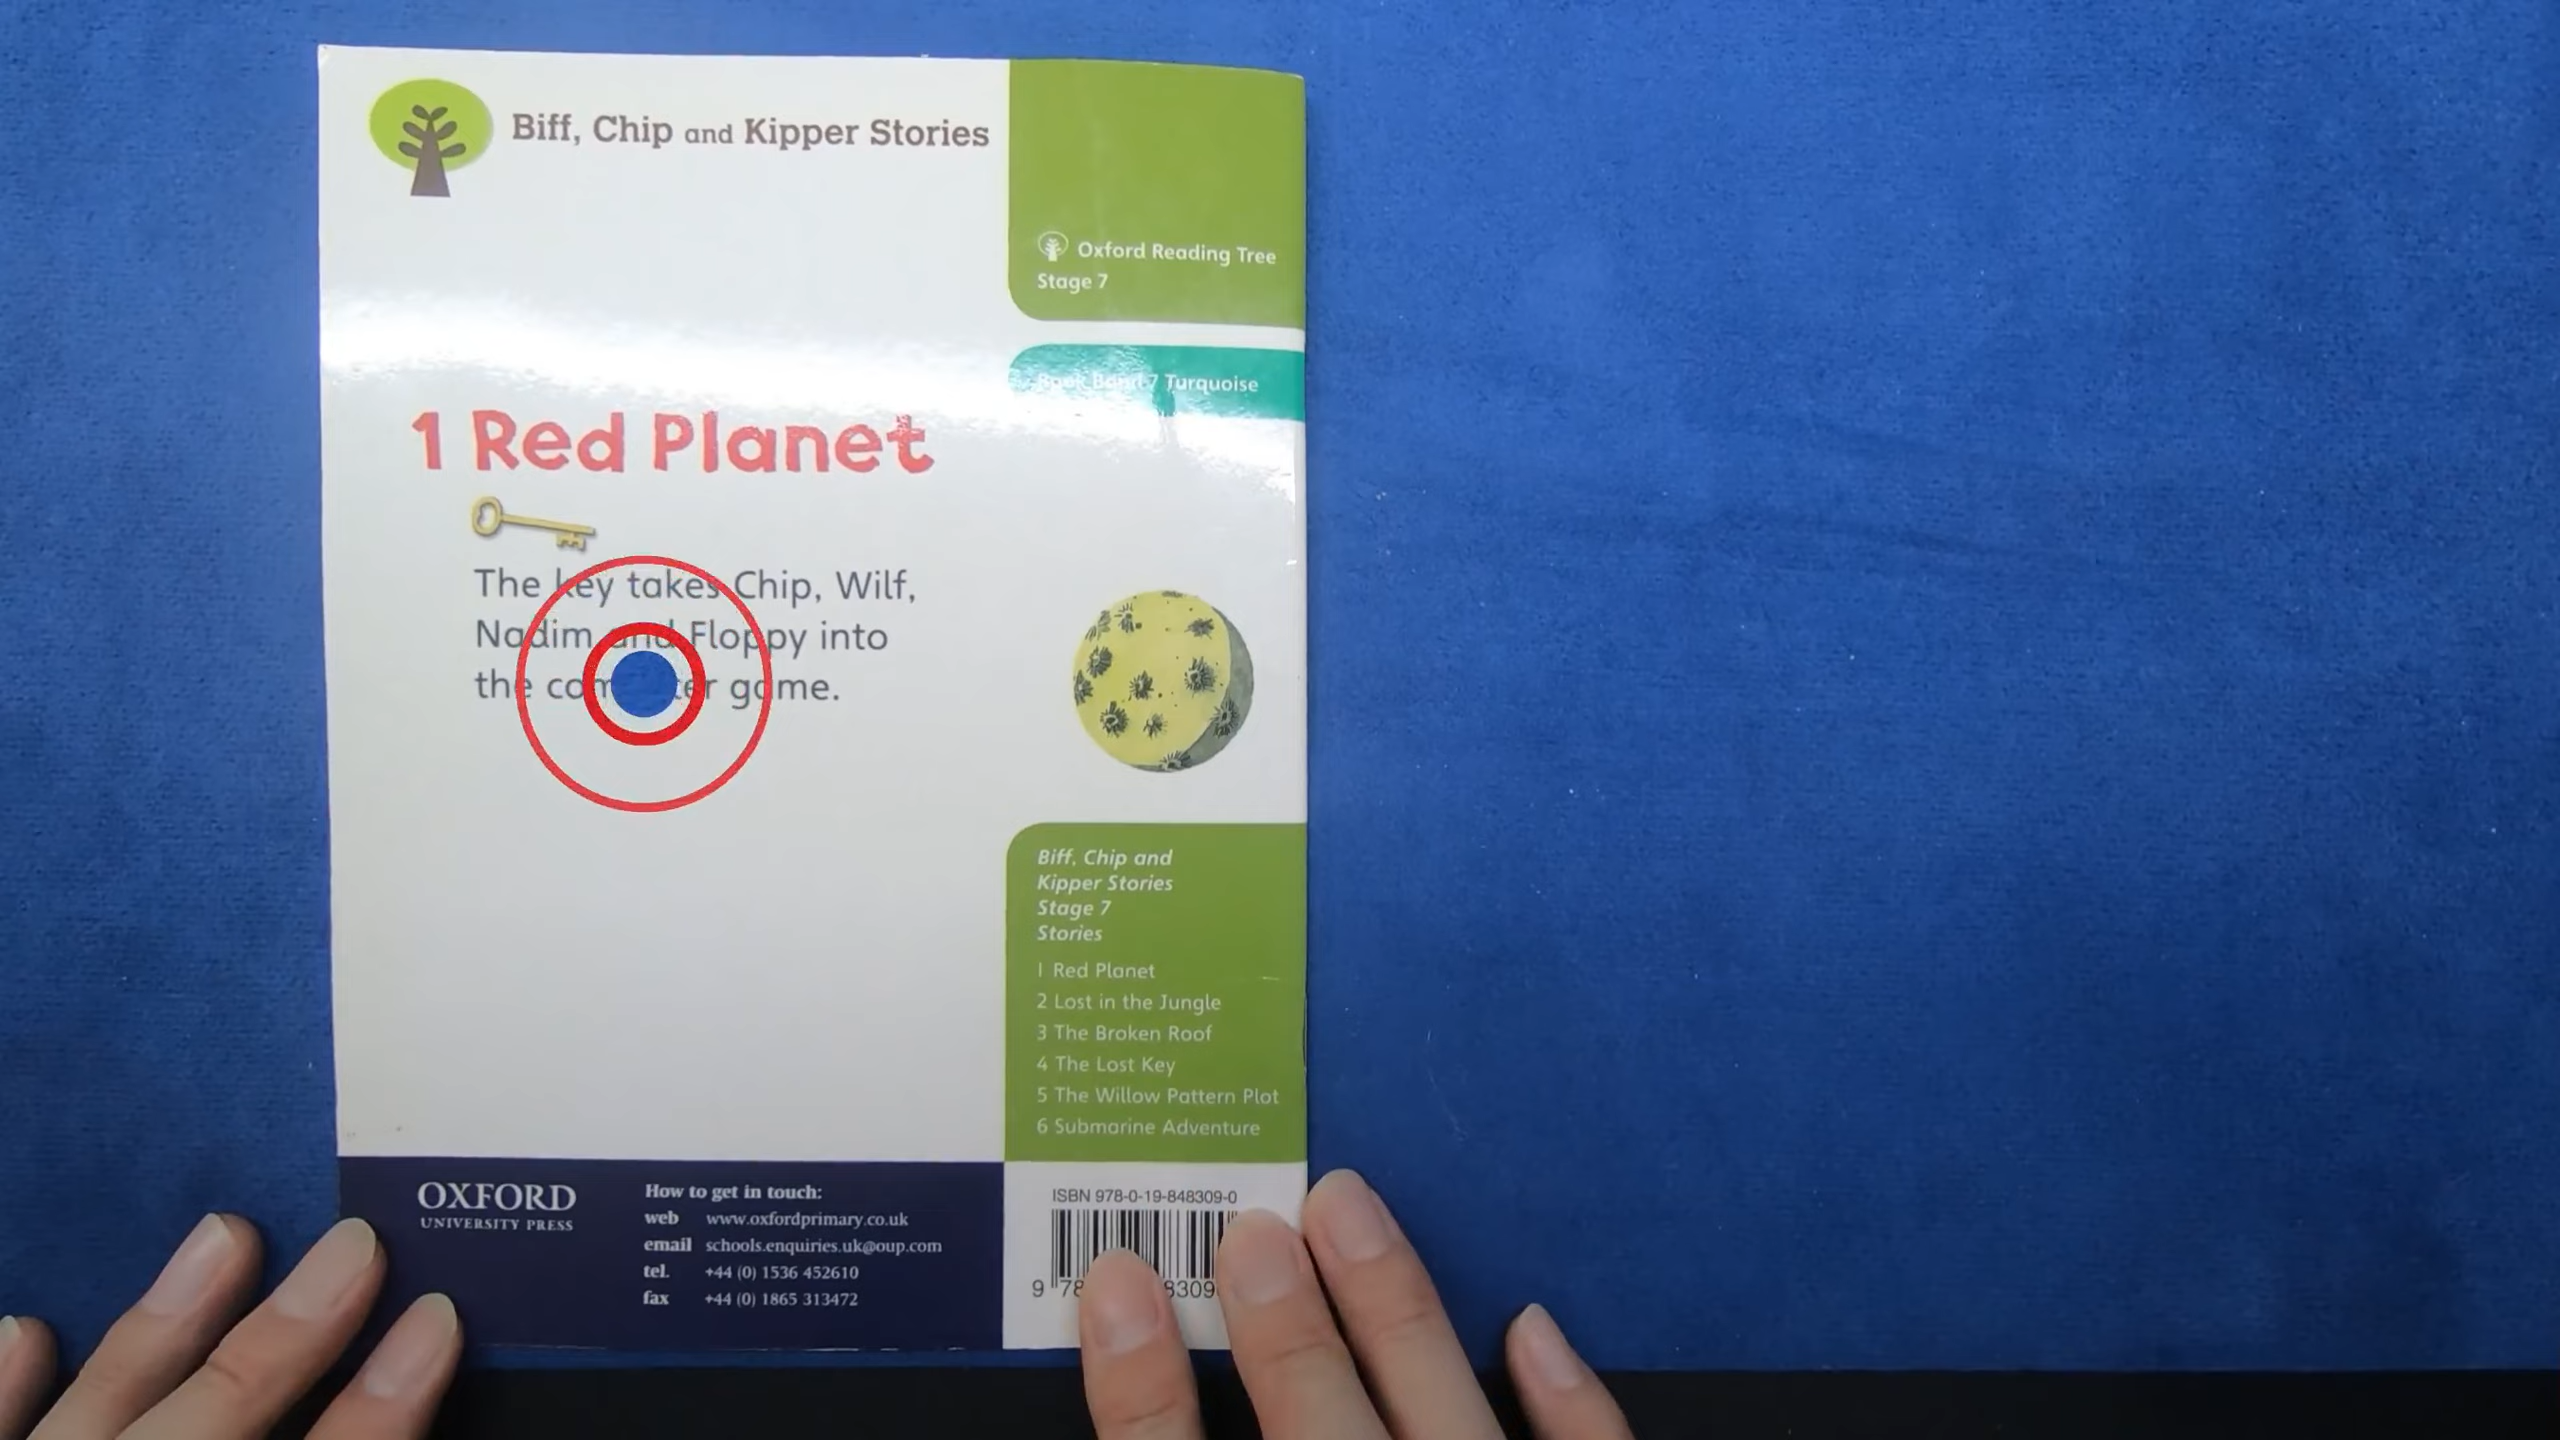 Biff, Chip and Kipper Stories
Oxford Reading Tree
Stage 7
Book Band 7 Turquoise
1 Red Planet
The key takes Chip, Wilf,
Nadim and Floppy into
the game.
Biff, Chip and
Kipper Stories
Stage 7
Stories
1 Red Planet
2 Lost in the Jungle
3 The Broken Roof
4 The Lost Key
5 The Willow Pattern Plot
6 Submarine Adventure
OXFORD
UNIVERSITY PRESS
How to get in touch:
web www.oxfordprimary.co.uk
email schools.enquiries.uk@oup.com
tel. +44 (0) 1536 452610
fax +44 (0) 1865 313472
ISBN 978-0-19-848309-0